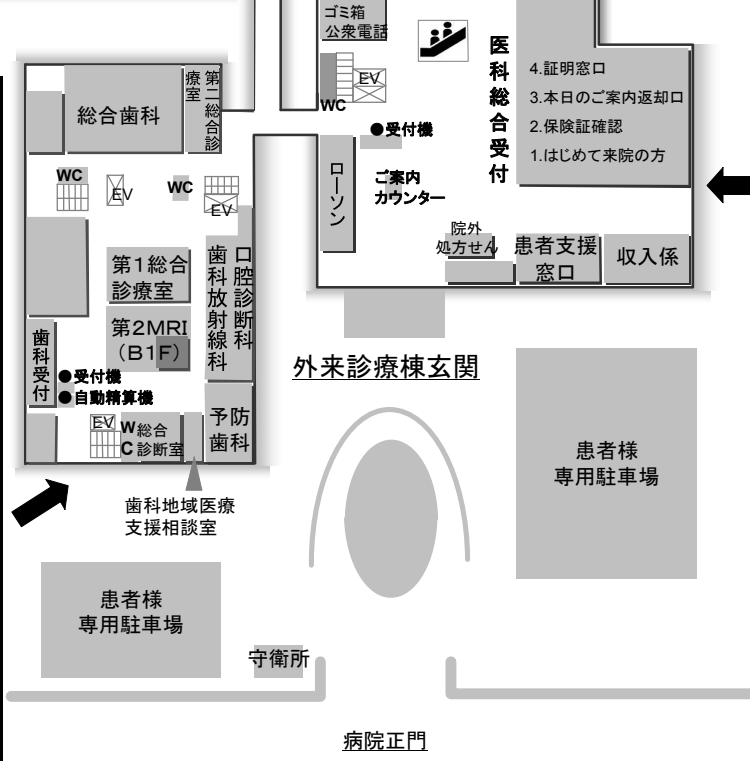 ゴミ箱
公衆電話
EV
WC
●受付機
医科総合受付
4.証明窓口
3.本日のご案内返却口
2.保険証確認
1.はじめて来院の方
ローソン
ご案内
カウンター
院外
処方せん
患者支援
窓口
収入係
総合歯科
第二総合診
療室
WC
EV
WC
EV
第1総合
診療室
第2MRI
（B1F）
口腔診断科
歯科放射線科
歯科受付
●受付機
●自動精算機
EV
WC
総合
診断室
予防
歯科
歯科地域医療
支援相談室
外来診療棟玄関
患者様
専用駐車場
患者様
専用駐車場
守衛所
病院正門